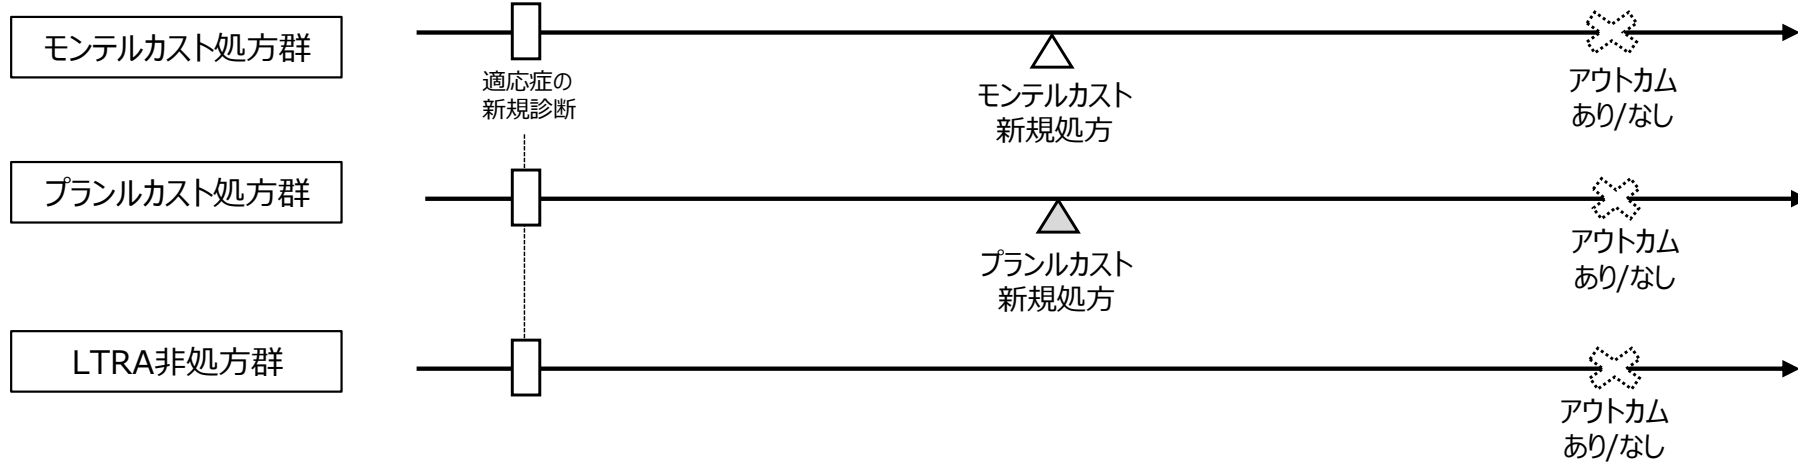 モンテルカスト処方群
適応症の
新規診断
モンテルカスト
新規処方
アウトカム
あり/なし
プランルカスト処方群
プランルカスト
新規処方
アウトカム
あり/なし
LTRA非処方群
アウトカム
あり/なし